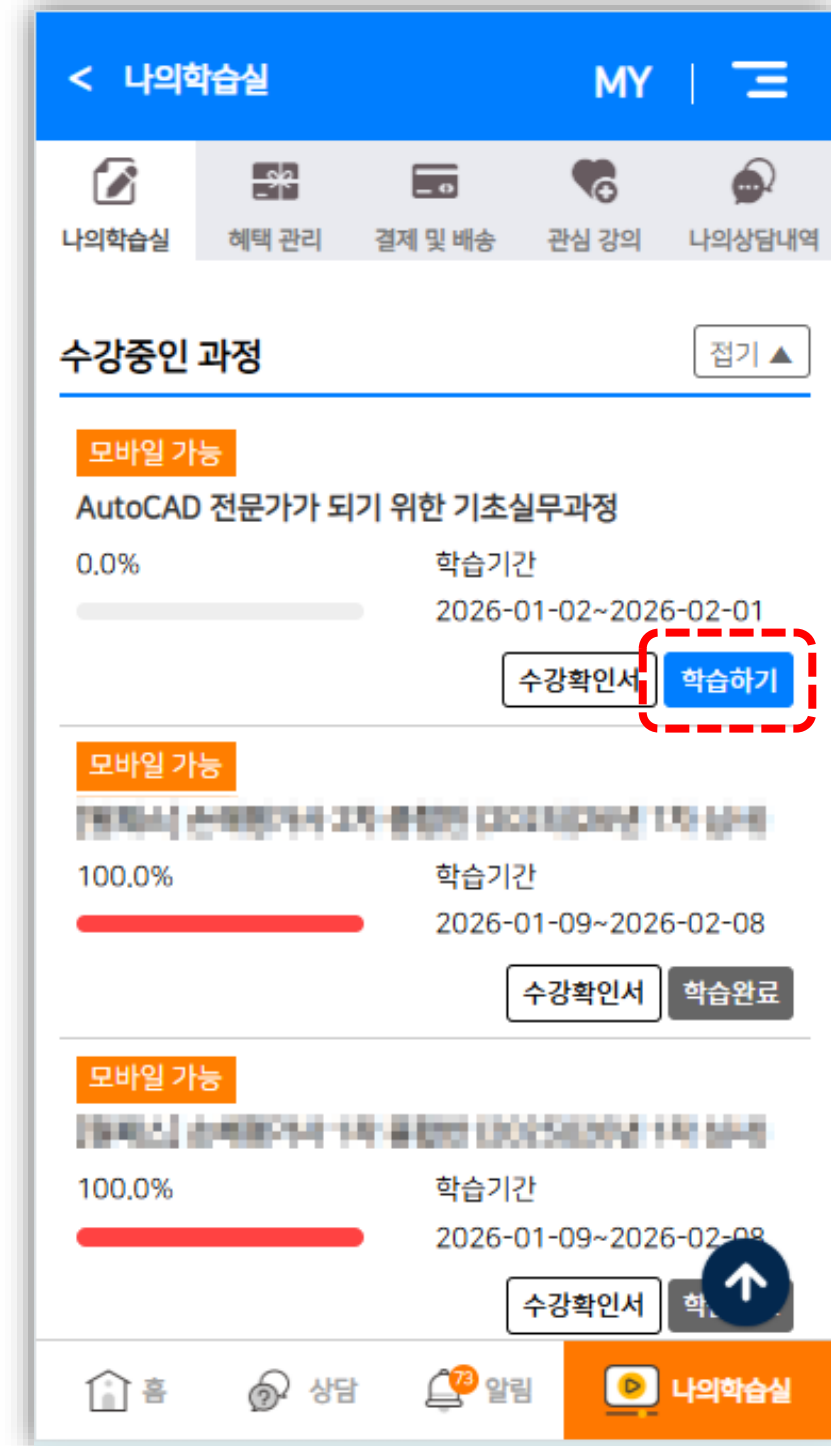 < 나의학습실 MY
나의학습실 혜택 관리 결제 및 배송 관심 강의 나의상담내역
수강중인 과정 접기 ▲
모바일 가능
AutoCAD 전문가가 되기 위한 기초실무과정
0.0% 학습기간
2026-01-02~2026-02-01
수강확인서 학습하기
모바일 가능
100.0% 학습기간
2026-01-09~2026-02-08
수강확인서 학습완료
모바일 가능
100.0% 학습기간
2026-01-09~2026-02-08
수강확인서
홈 상담 73 알림 나의학습실